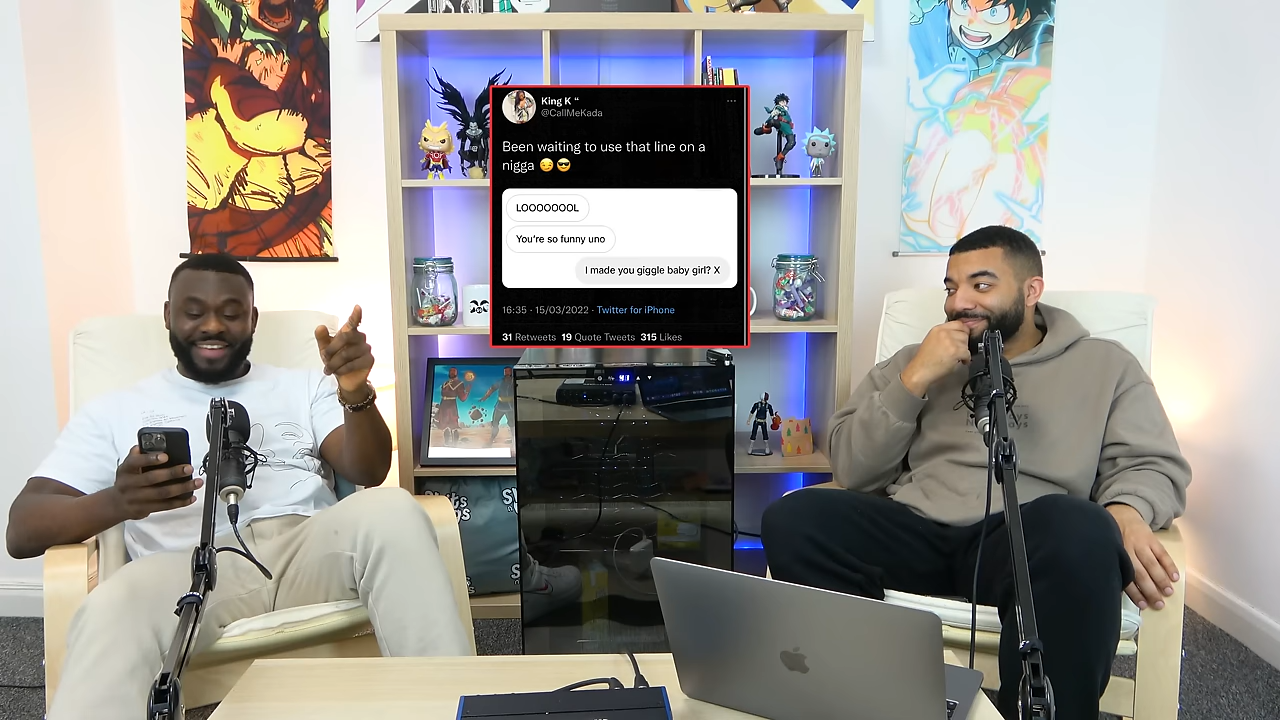 King K “
@CallMeKada
Been waiting to use that line on a
nigga 😏😎
LOOOOOOOL
You're so funny uno
I made you giggle baby girl? X
16:35 · 15/03/2022 · Twitter for iPhone
31 Retweets 19 Quote Tweets 315 Likes